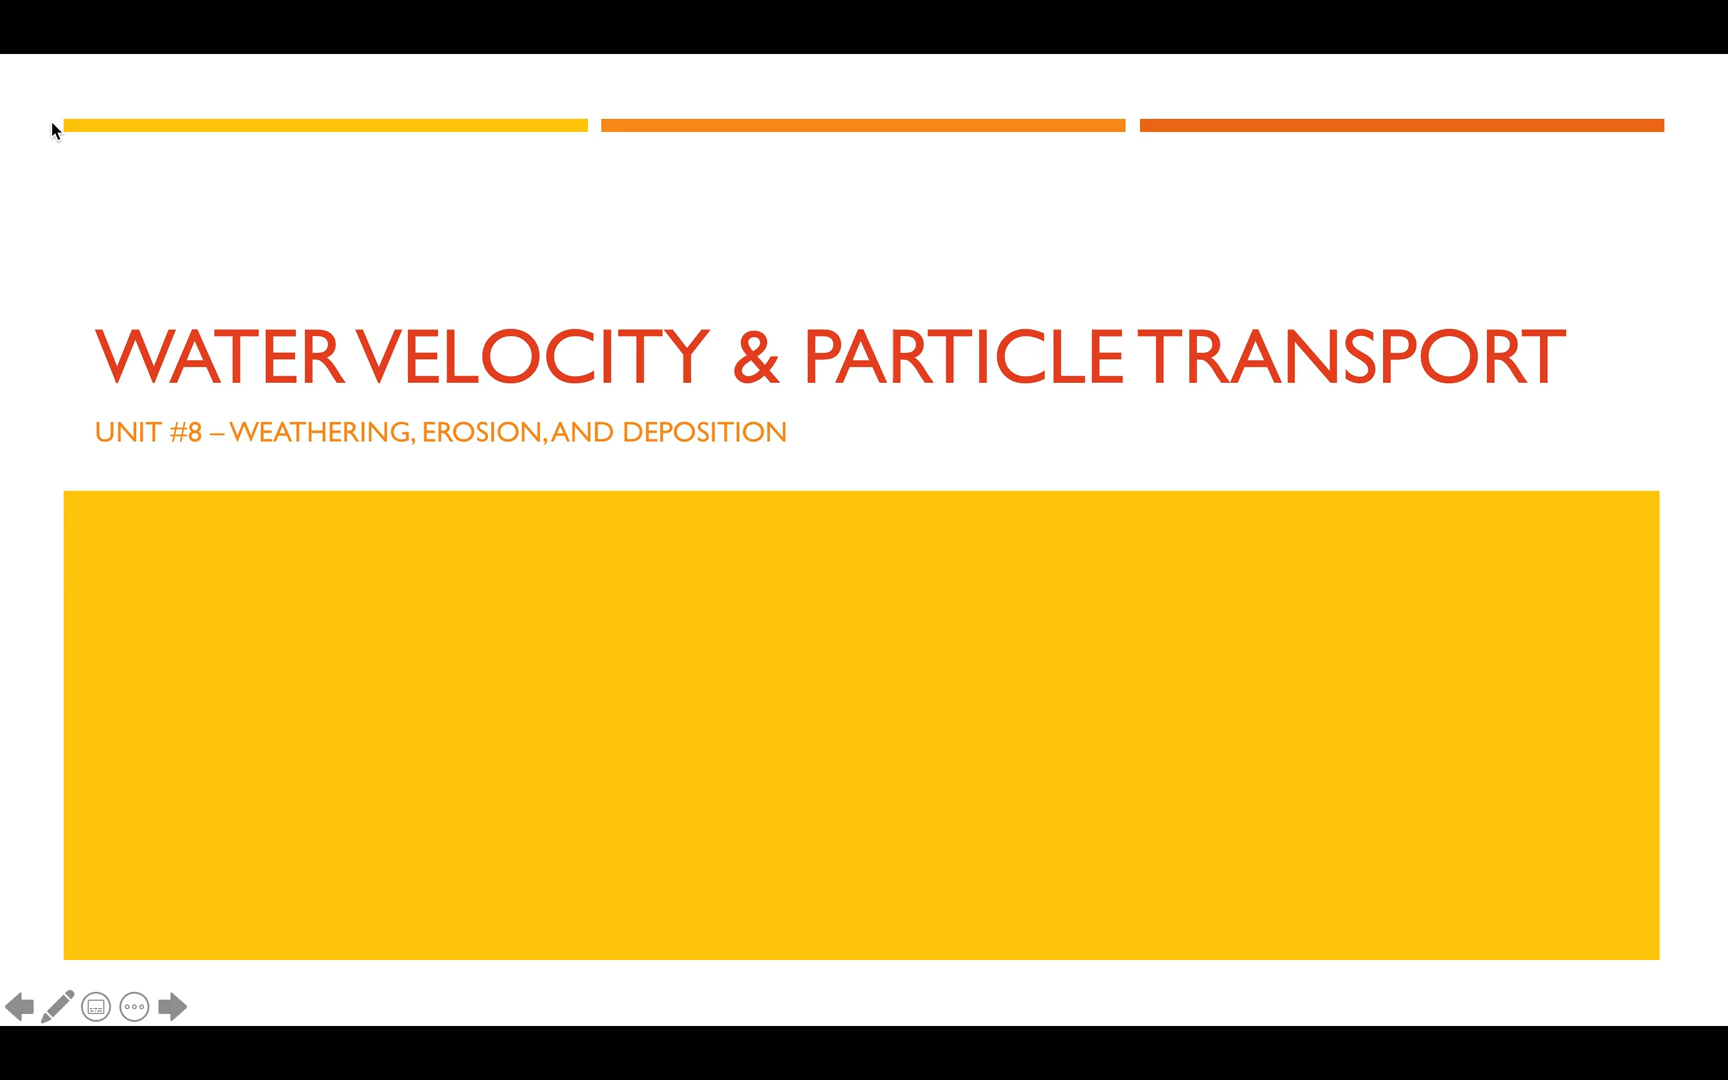 WATER VELOCITY & PARTICLE TRANSPORT
UNIT #8 – WEATHERING, EROSION, AND DEPOSITION